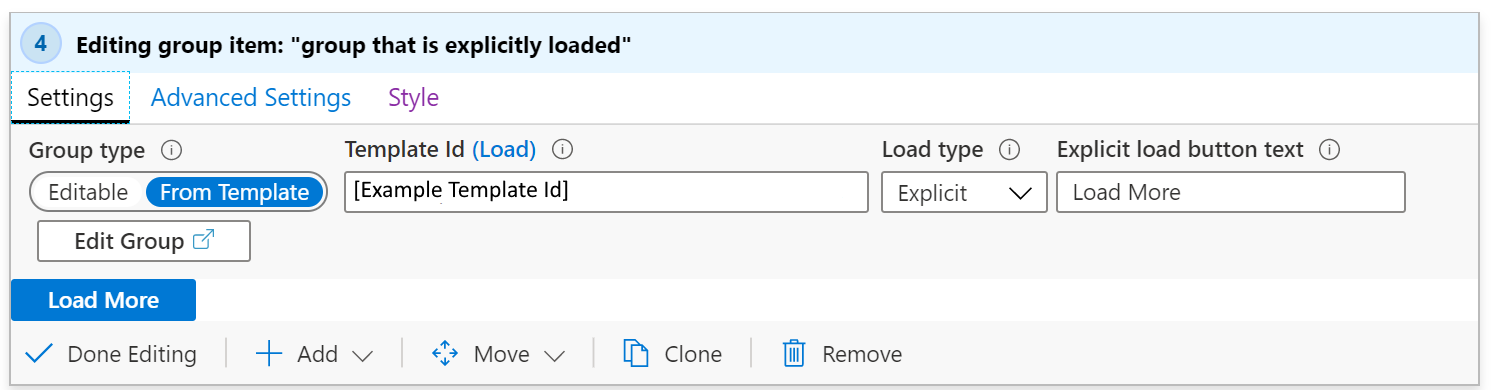 4 Editing group item: "group that is explicitly loaded"
Settings Advanced Settings Style
Group type Template Id (Load) Load type Explicit load button text
Editable From Template [Example Template Id] Explicit Load More
Edit Group
Load More
Done Editing Add Move Clone Remove